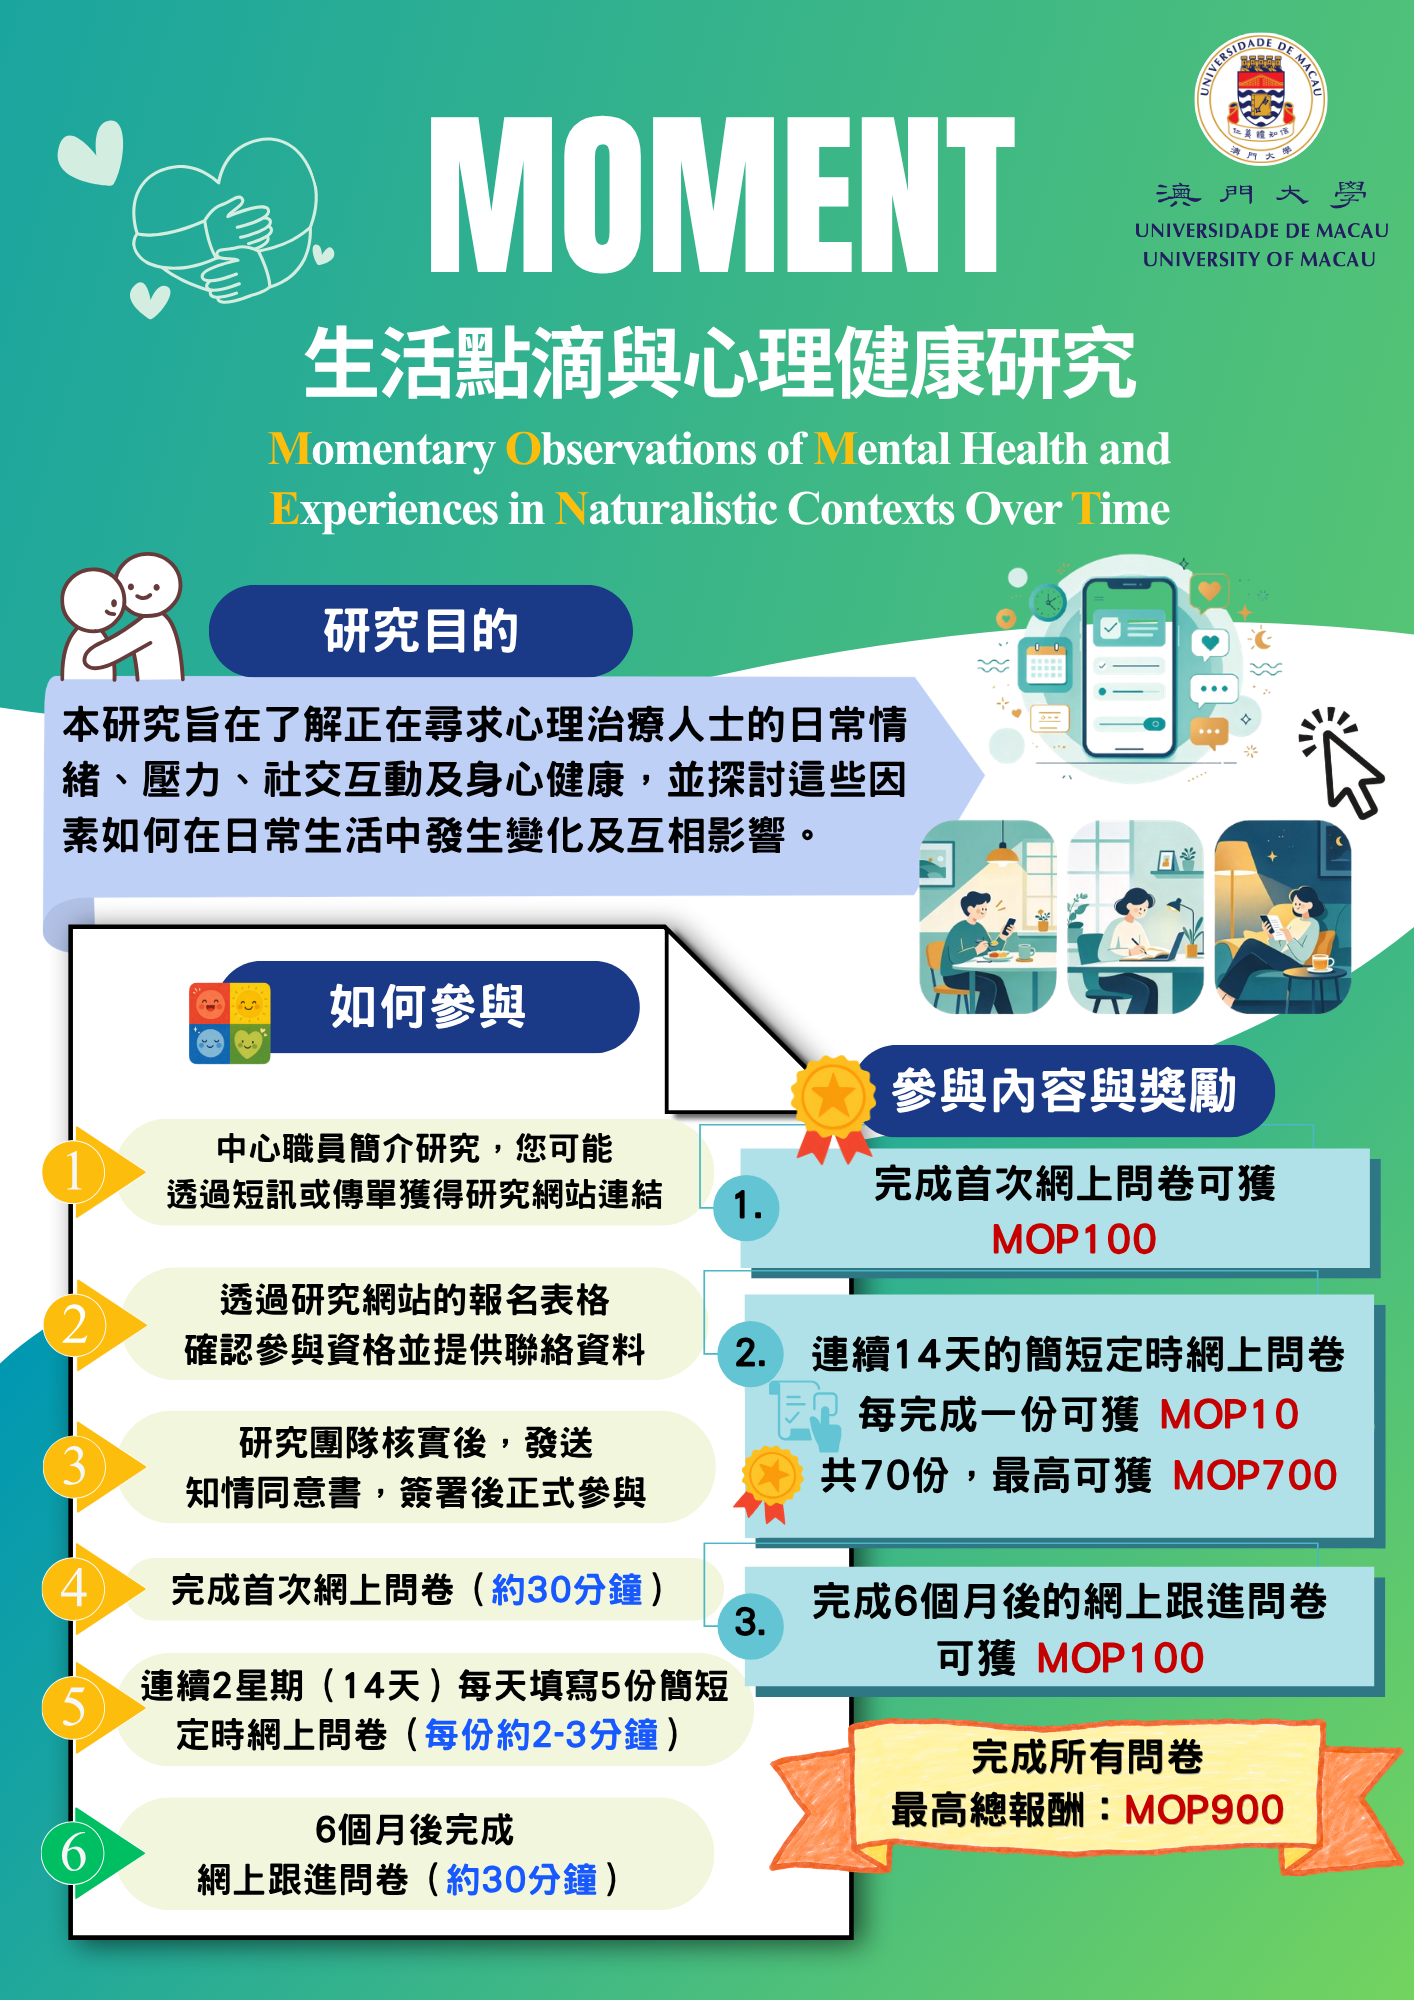 UNIVERSIDADE DE MACAU
仁義禮知信
澳門大學
澳門大學
UNIVERSIDADE DE MACAU
UNIVERSITY OF MACAU
MOMENT
生活點滴與心理健康研究
Momentary Observations of Mental Health and
Experiences in Naturalistic Contexts Over Time
研究目的
本研究旨在了解正在尋求心理治療人士的日常情
緒、壓力、社交互動及身心健康，並探討這些因
素如何在日常生活中發生變化及互相影響。
如何參與
1
中心職員簡介研究，您可能
透過短訊或傳單獲得研究網站連結
2
透過研究網站的報名表格
確認參與資格並提供聯絡資料
3
研究團隊核實後，發送
知情同意書，簽署後正式參與
4
完成首次網上問卷（約30分鐘）
5
連續2星期（14天）每天填寫5份簡短
定時網上問卷（每份約2-3分鐘）
6
6個月後完成
網上跟進問卷（約30分鐘）
參與內容與獎勵
1.
完成首次網上問卷可獲
MOP100
2.
連續14天的簡短定時網上問卷
每完成一份可獲 MOP10
共70份，最高可獲 MOP700
3.
完成6個月後的網上跟進問卷
可獲 MOP100
完成所有問卷
最高總報酬：MOP900